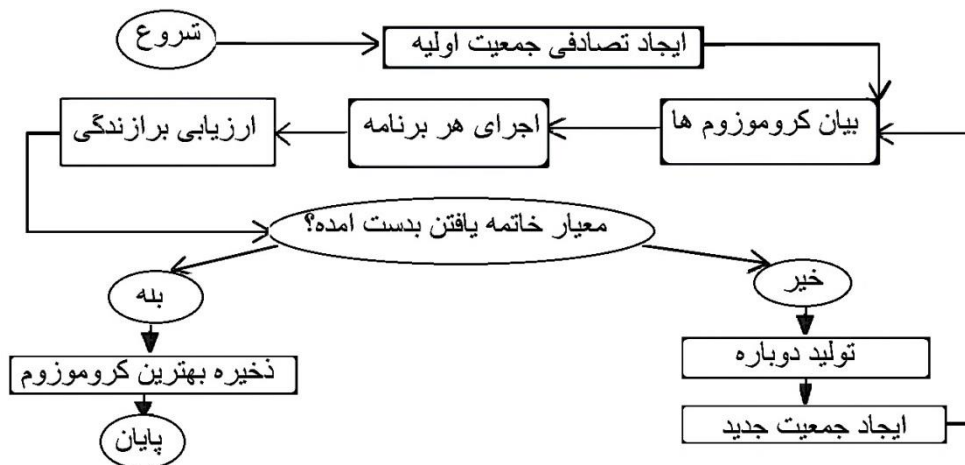 شروع
ایجاد تصادفی جمعیت اولیه
بیان کروموزوم ها
اجرای هر برنامه
ارزیابی برازندگی
معیار خاتمه یافتن بدست امده؟
بله
خیر
ذخیره بهترین کروموزوم
تولید دوباره
پایان
ایجاد جمعیت جدید